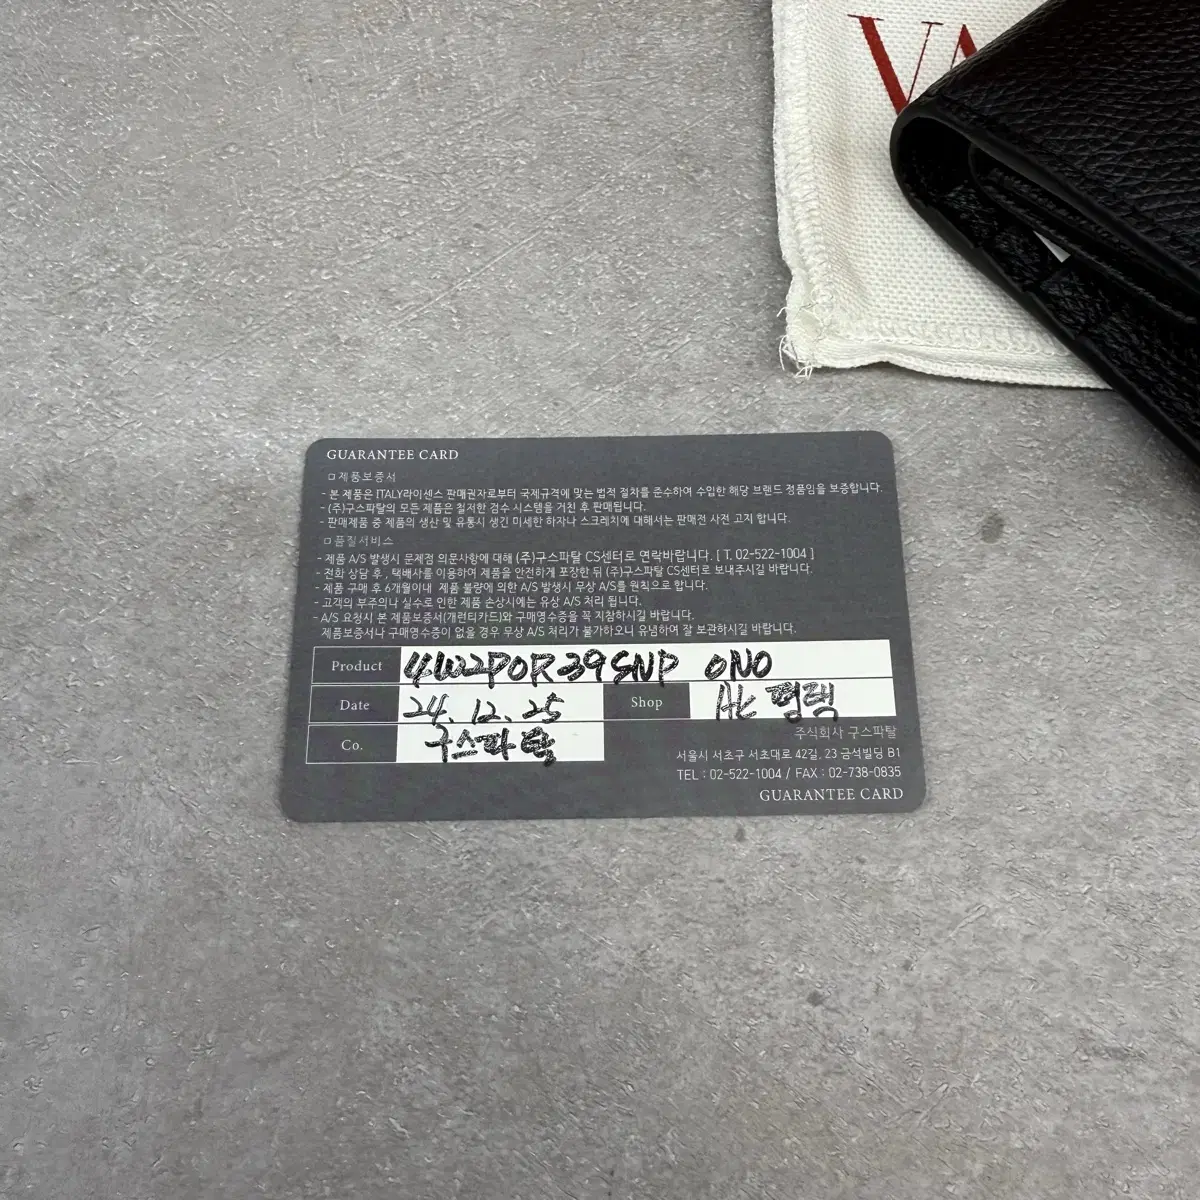 VA
GUARANTEE CARD
□제품보증서
- 본 제품은 ITALY라이센스 판매권자로부터 국제규격에 맞는 법적 절차를 준수하여 수입한 해당 브랜드 정품임을 보증합니다.
- (주)구스파탈의 모든 제품은 철저한 검수 시스템을 거친 후 판매됩니다.
- 판매제품 중 제품의 생산 및 유통시 생긴 미세한 하자나 스크레치에 대해서는 판매전 사전 고지 합니다.
□품질서비스
- 제품 A/S 발생시 문제점 의문사항에 대해 (주)구스파탈 CS센터로 연락바랍니다. [ T. 02-522-1004 ]
- 전화 상담 후 , 택배사를 이용하여 제품을 안전하게 포장한 뒤 (주)구스파탈 CS센터로 보내주시길 바랍니다.
- 제품 구매 후 6개월이내 제품 불량에 의한 A/S 발생시 무상 A/S를 원칙으로 합니다.
- 고객의 부주의나 실수로 인한 제품 손상시에는 유상 A/S 처리 됩니다.
- A/S 요청시 본 제품보증서(개런티카드)와 구매영수증을 꼭 지참하시길 바랍니다.
제품보증서나 구매영수증이 없을 경우 무상 A/S 처리가 불가하오니 유념하여 잘 보관하시길 바랍니다.
Product 4W2P0R39SNP 0N0
Date 24. 12. 25 Shop AK 평택
Co. 구스파탈
주식회사 구스파탈
서울시 서초구 서초대로 42길, 23 금석빌딩 B1
TEL : 02-522-1004 / FAX : 02-738-0835
GUARANTEE CARD